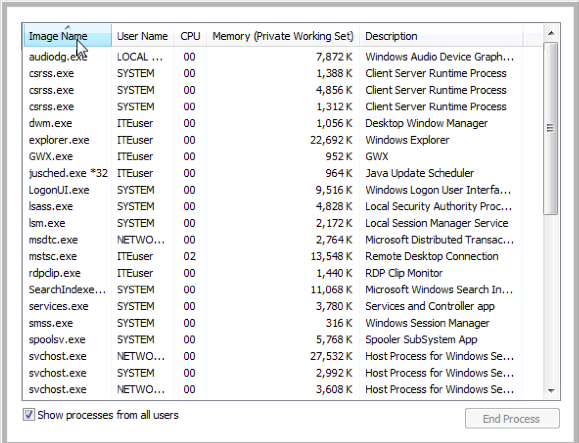 Image Name User Name CPU Memory (Private Working Set) Description
audiodg.exe LOCAL ... 00 7,872 K Windows Audio Device Graph...
csrss.exe SYSTEM 00 1,388 K Client Server Runtime Process
csrss.exe SYSTEM 00 4,856 K Client Server Runtime Process
csrss.exe SYSTEM 00 1,312 K Client Server Runtime Process
dwm.exe ITEuser 00 1,056 K Desktop Window Manager
explorer.exe ITEuser 00 22,692 K Windows Explorer
GWX.exe ITEuser 00 952 K GWX
jusched.exe *32 ITEuser 00 964 K Java Update Scheduler
LogonUI.exe SYSTEM 00 9,516 K Windows Logon User Interfa...
lsass.exe SYSTEM 00 4,828 K Local Security Authority Proc...
lsm.exe SYSTEM 00 2,172 K Local Session Manager Service
msdtc.exe NETWO... 00 2,764 K Microsoft Distributed Transac...
mstsc.exe ITEuser 02 13,548 K Remote Desktop Connection
rdpclip.exe ITEuser 00 1,440 K RDP Clip Monitor
SearchIndexe... SYSTEM 00 11,068 K Microsoft Windows Search In...
services.exe SYSTEM 00 3,780 K Services and Controller app
smss.exe SYSTEM 00 316 K Windows Session Manager
spoolsv.exe SYSTEM 00 5,768 K Spooler SubSystem App
svchost.exe NETWO... 00 27,532 K Host Process for Windows Se...
svchost.exe SYSTEM 00 2,992 K Host Process for Windows Se...
svchost.exe NETWO... 00 3,608 K Host Process for Windows Se...
Show processes from all users
End Process